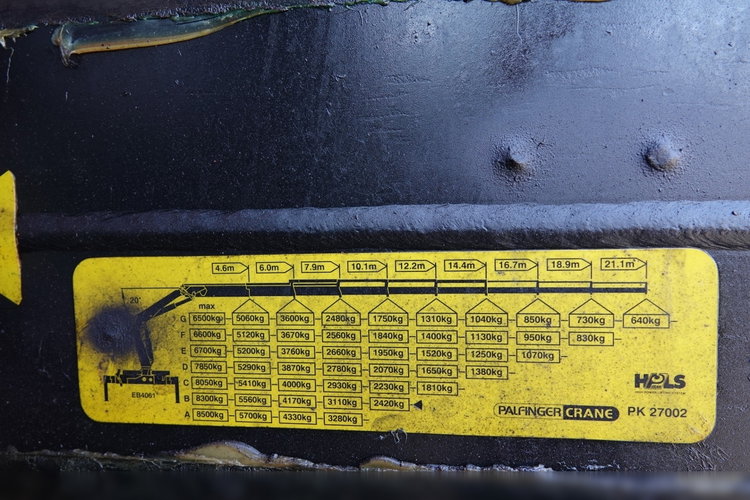 4.6m 6.0m 7.9m 10.1m 12.2m 14.4m 16.7m 18.9m 21.1m
20°
max
G 6500kg 5060kg 3600kg 2480kg 1750kg 1310kg 1040kg 850kg 730kg 640kg
F 6600kg 5120kg 3670kg 2560kg 1840kg 1400kg 1130kg 950kg 830kg
E 6700kg 5200kg 3760kg 2660kg 1950kg 1520kg 1250kg 1070kg
D 7850kg 5290kg 3870kg 2780kg 2070kg 1650kg 1380kg
C 8050kg 5410kg 4000kg 2930kg 2230kg 1810kg
B 8300kg 5560kg 4170kg 3110kg 2420kg
A 8500kg 5700kg 4330kg 3280kg
EB4061
HPLS
PALFINGER CRANE PK 27002